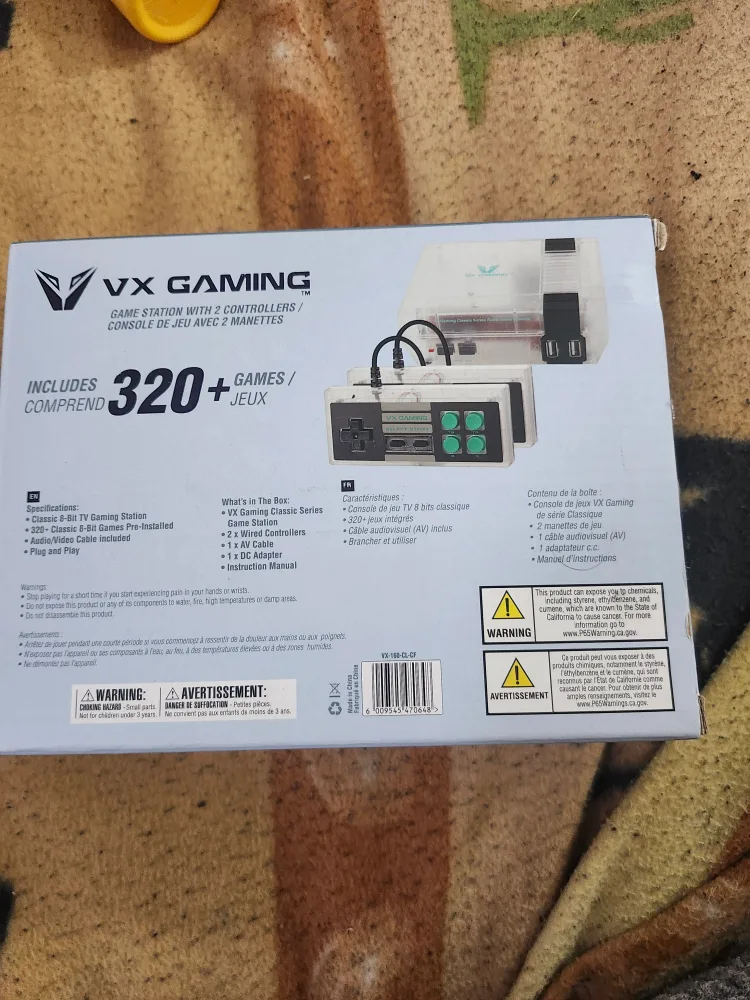 VX GAMING™
GAME STATION WITH 2 CONTROLLERS /
CONSOLE DE JEU AVEC 2 MANETTES
INCLUDES
COMPREND
320+
GAMES /
JEUX
VX GAMING
EN
Specifications:
• Classic 8-Bit TV Gaming Station
• 320+ Classic 8-Bit Games Pre-Installed
• Audio/Video Cable included
• Plug and Play
What's in The Box:
• VX Gaming Classic Series
Game Station
• 2 x Wired Controllers
• 1 x AV Cable
• 1 x DC Adapter
• Instruction Manual
FR
Caractéristiques :
• Console de jeu TV 8 bits classique
• 320+ jeux intégrés
• Câble audiovisuel (AV) inclus
• Brancher et utiliser
Contenu de la boîte :
• Console de jeux VX Gaming
de série Classique
• 2 manettes de jeu
• 1 câble audiovisuel (AV)
• 1 adaptateur c.c.
• Manuel d'instructions
Warnings
• Stop playing for a short time if you start experiencing pain in your hands or wrists.
• Do not expose this product or any of its components to water, fire, high temperatures or damp areas.
• Do not disassemble this product.
Avertissements :
• Arrêter de jouer pendant une courte période si vous commencez à ressentir de la douleur aux mains ou aux poignets.
• N'exposez pas l'appareil ou ses composants à l'eau, au feu, à des températures élevées ou à des zones humides.
• Ne démontez pas l'appareil.
WARNING:
CHOKING HAZARD - Small parts.
Not for children under 3 years.
AVERTISSEMENT:
DANGER DE SUFFOCATION - Petites pièces.
Ne convient pas aux enfants de moins de 3 ans.
Made in China
Fabriqué en Chine
VX-160-CL-CF
6 009545 470648 >
WARNING
This product can expose you to chemicals,
including styrene, ethylbenzene, and
cumene, which are known to the State of
California to cause cancer. For more
information go to
www.P65Warning.ca.gov.
AVERTISSEMENT
Ce produit peut vous exposer à des
produits chimiques, notamment le styrène,
l'éthylbenzène et le cumène, qui sont
reconnus par l'État de Californie comme
causant le cancer. Pour obtenir de plus
amples renseignements, visitez
www.P65Warnings.ca.gov.